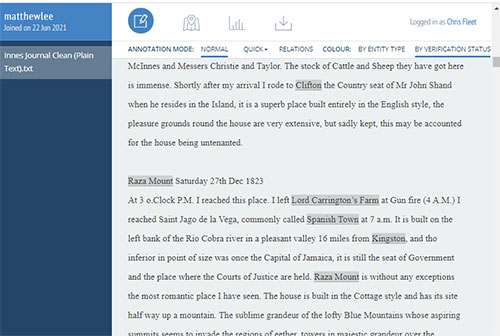 matthewlee
Joined on 22 Jun 2021
Logged in as Chris Fleet
Innes Journal Clean (Plain
Text).txt
ANNOTATION MODE: NORMAL QUICK RELATIONS COLOUR: BY ENTITY TYPE BY VERIFICATION STATUS
McInnes and Messers Christie and Taylor. The stock of Cattle and Sheep they have got here
is immense. Shortly after my arrival I rode to Clifton the Country seat of Mr John Shand
when he resides in the Island, it is a superb place built entirely in the English style, the
pleasure grounds round the house are very extensive, but sadly kept, this may be accounted
for the house being untenanted.
Raza Mount Saturday 27th Dec 1823
At 3 o.Clock P.M. I reached this place. I left Lord Carrington's Farm at Gun fire (4 A.M.) I
reached Saint Jago de la Vega, commonly called Spanish Town at 7 a.m. It is built on the
left bank of the Rio Cobra river in a pleasant valley 16 miles from Kingston, and tho
inferior in point of size was once the Capital of Jamaica, it is still the seat of Government
and the place where the Courts of Justice are held. Raza Mount is without any exceptions
the most romantic place I have seen. The house is built in the Cottage style and has its site
half way up a mountain. The sublime grandeur of the lofty Blue Mountains whose aspiring
summits seems to invade the regions of eether, towers in majestic grandeur over the